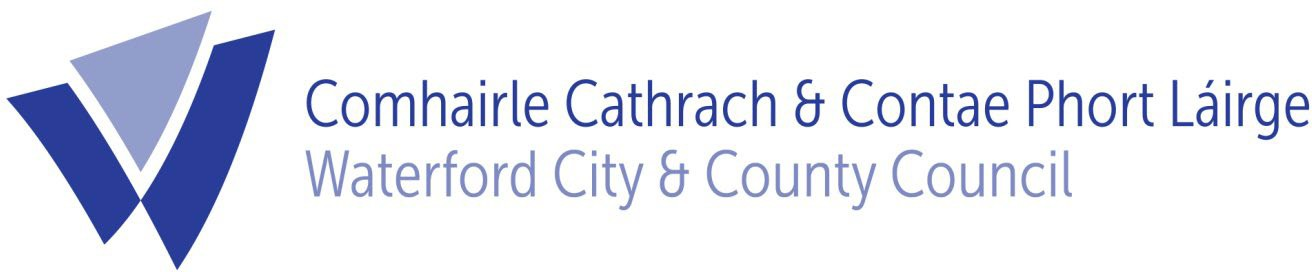 Comhairle Cathrach & Contae Phort Láirge
Waterford City & County Council